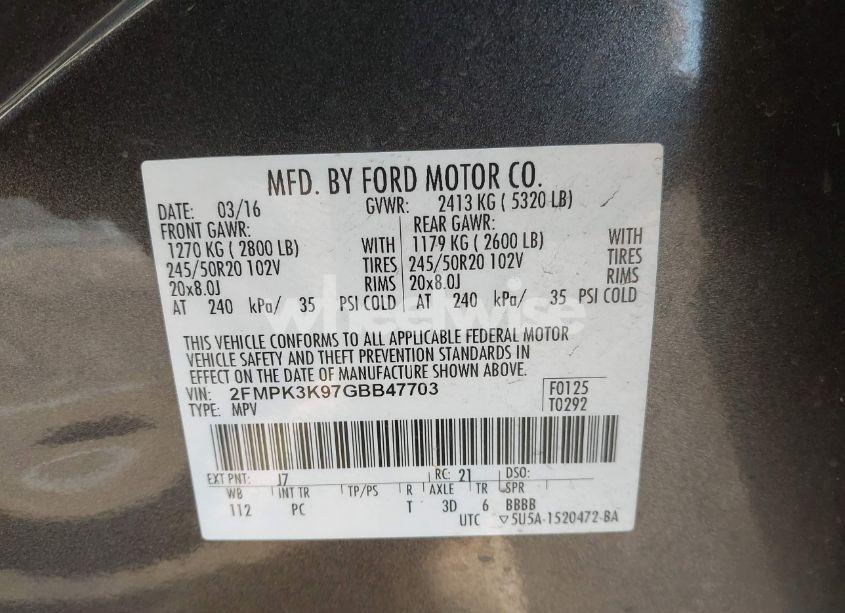 MFD. BY FORD MOTOR CO.
DATE: 03/16 GVWR: 2413 KG ( 5320 LB)
FRONT GAWR: REAR GAWR:
1270 KG ( 2800 LB) WITH 1179 KG ( 2600 LB) WITH
245/50R20 102V TIRES 245/50R20 102V TIRES
20x8.0J RIMS 20x8.0J RIMS
AT 240 kPa/ 35 PSI COLD AT 240 kPa/ 35 PSI COLD
wheelwise
THIS VEHICLE CONFORMS TO ALL APPLICABLE FEDERAL MOTOR
VEHICLE SAFETY AND THEFT PREVENTION STANDARDS IN
EFFECT ON THE DATE OF MANUFACTURE SHOWN ABOVE.
VIN: 2FMPK3K97GBB47703 F0125
TYPE: MPV T0292
EXT PNT: J7 RC: 21 DSO:
WB INT TR TP/PS R AXLE TR SPR
112 PC T 3D 6 BBBB
UTC ▽5U5A-1520472-BA